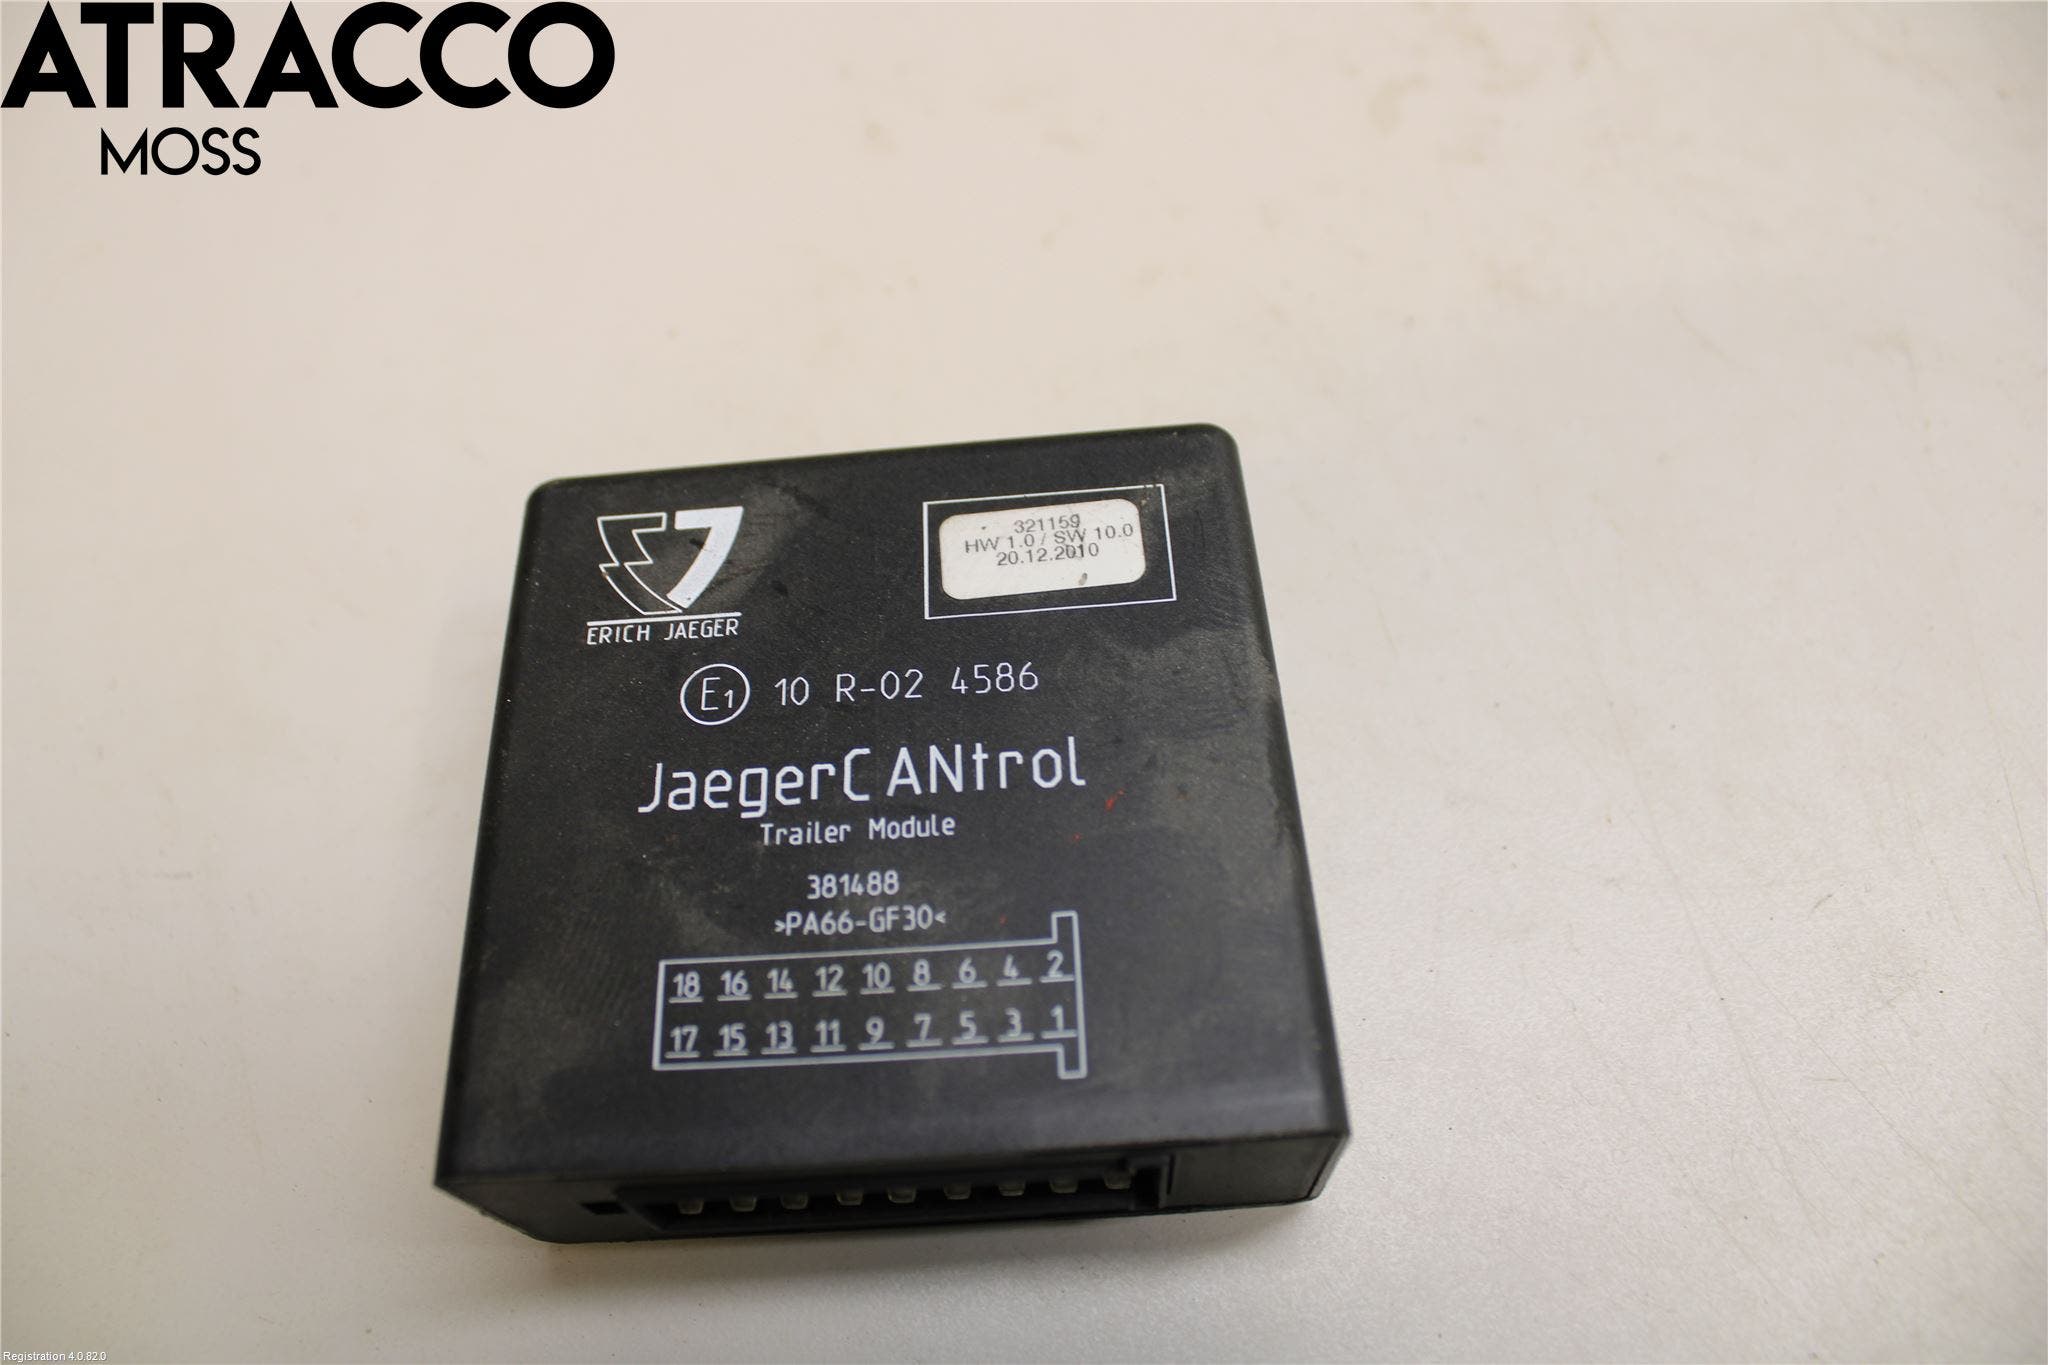 ATRACCO
MOSS
ERICH JAEGER
321159
HW 1.0 / SW 10.0
20.12.2010
E1 10 R-02 4586
JaegerCANtrol
Trailer Module
381488
>PA66-GF30<
18 16 14 12 10 8 6 4 2
17 15 13 11 9 7 5 3 1
Registration 4.0.82.0